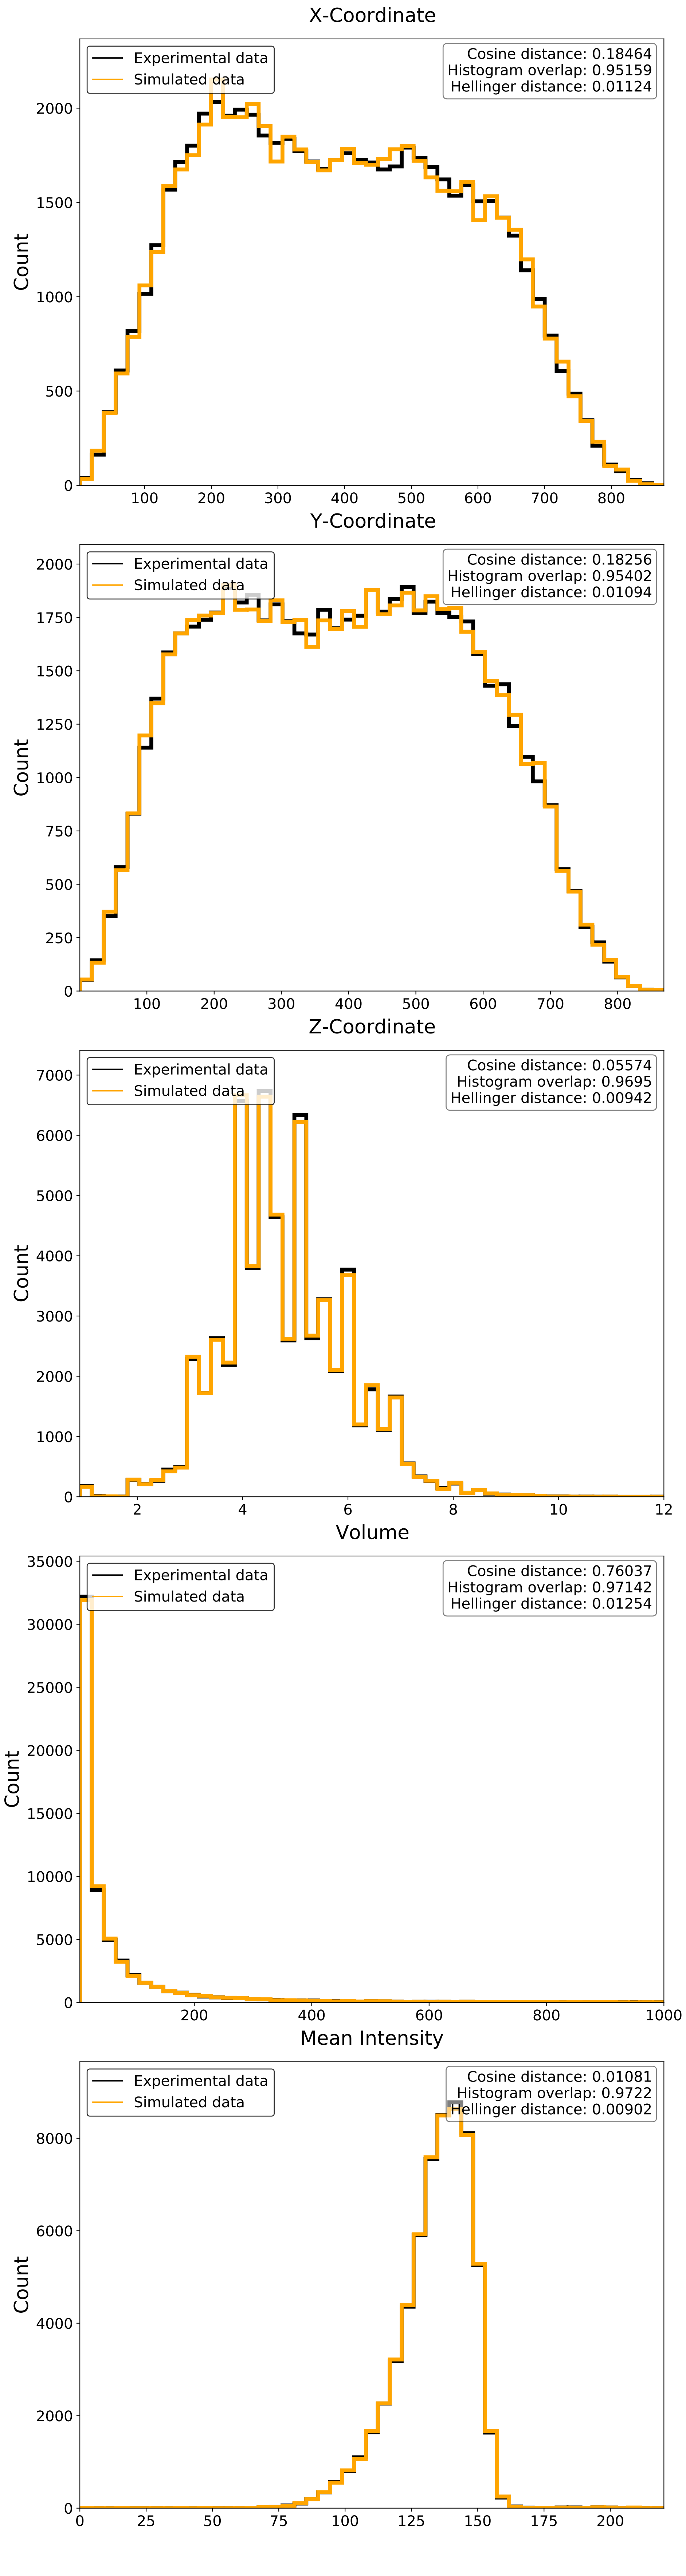 X-Coordinate
Experimental data
Simulated data
Cosine distance: 0.18464
Histogram overlap: 0.95159
Hellinger distance: 0.01124
Count
2000
1500
1000
500
0
100 200 300 400 500 600 700 800
Y-Coordinate
Experimental data
Simulated data
Cosine distance: 0.18256
Histogram overlap: 0.95402
Hellinger distance: 0.01094
Count
2000
1750
1500
1250
1000
750
500
250
0
100 200 300 400 500 600 700 800
Z-Coordinate
Experimental data
Simulated data
Cosine distance: 0.05574
Histogram overlap: 0.9695
Hellinger distance: 0.00942
Count
7000
6000
5000
4000
3000
2000
1000
0
2 4 6 8 10 12
Volume
Experimental data
Simulated data
Cosine distance: 0.76037
Histogram overlap: 0.97142
Hellinger distance: 0.01254
Count
35000
30000
25000
20000
15000
10000
5000
0
200 400 600 800 1000
Mean Intensity
Experimental data
Simulated data
Cosine distance: 0.01081
Histogram overlap: 0.9722
Hellinger distance: 0.00902
Count
8000
6000
4000
2000
0
0 25 50 75 100 125 150 175 200